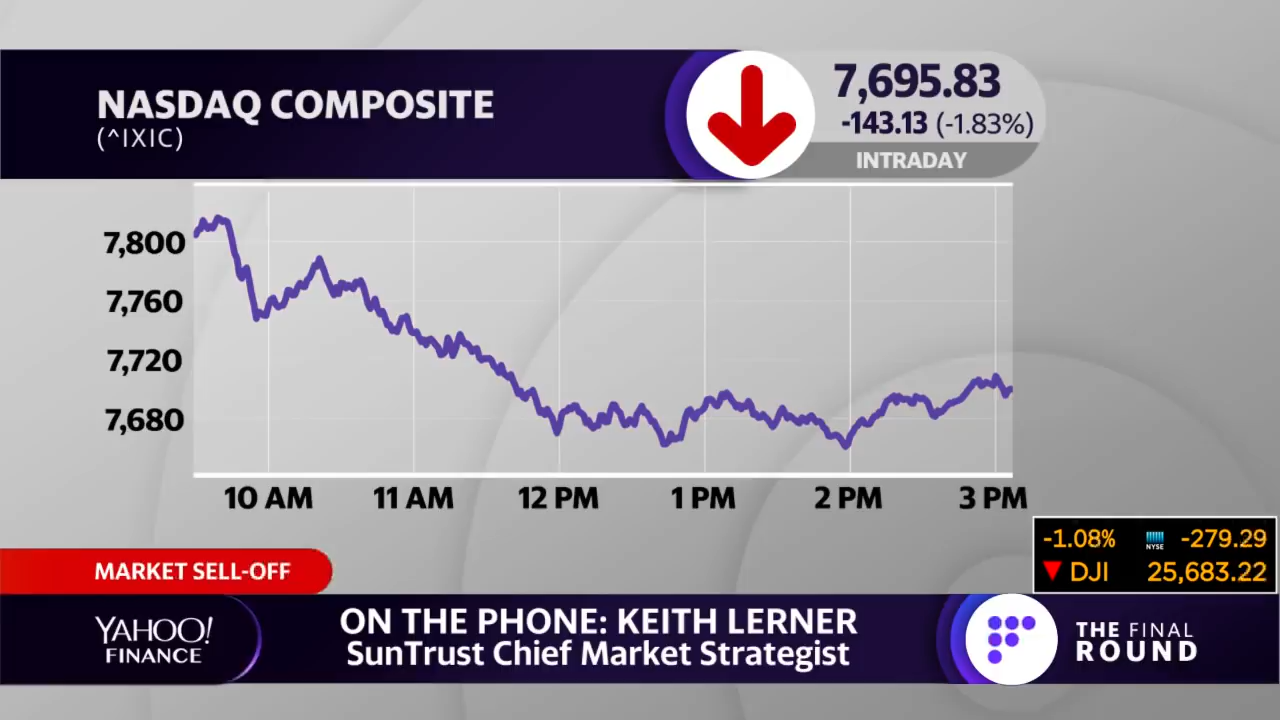 NASDAQ COMPOSITE
(^IXIC)
7,695.83
-143.13 (-1.83%)
INTRADAY
7,800
7,760
7,720
7,680
10 AM 11 AM 12 PM 1 PM 2 PM 3 PM
-1.08% NYSE -279.29
DJI 25,683.22
MARKET SELL-OFF
YAHOO!
FINANCE
ON THE PHONE: KEITH LERNER
SunTrust Chief Market Strategist
THE FINAL
ROUND